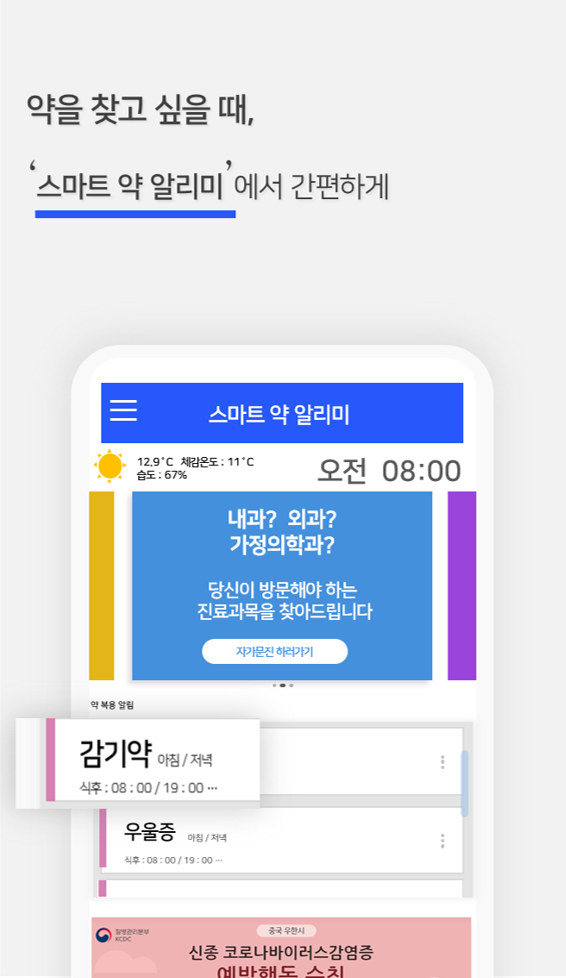 약을 찾고 싶을 때,
‘스마트 약 알리미’에서 간편하게
스마트 약 알리미
12.9˚C 체감온도 : 11˚C
습도 : 67%
오전 08:00
내과? 외과?
가정의학과?
당신이 방문해야 하는
진료과목을 찾아드립니다
자가문진 하러가기
약 복용 알림
감기약 아침 / 저녁
식후 : 08 : 00 / 19 : 00 ···
우울증 아침 / 저녁
식후 : 08 : 00 / 19 : 00 ···
질병관리본부
KCDC
중국 우한시
신종 코로나바이러스감염증
예방행동 수칙